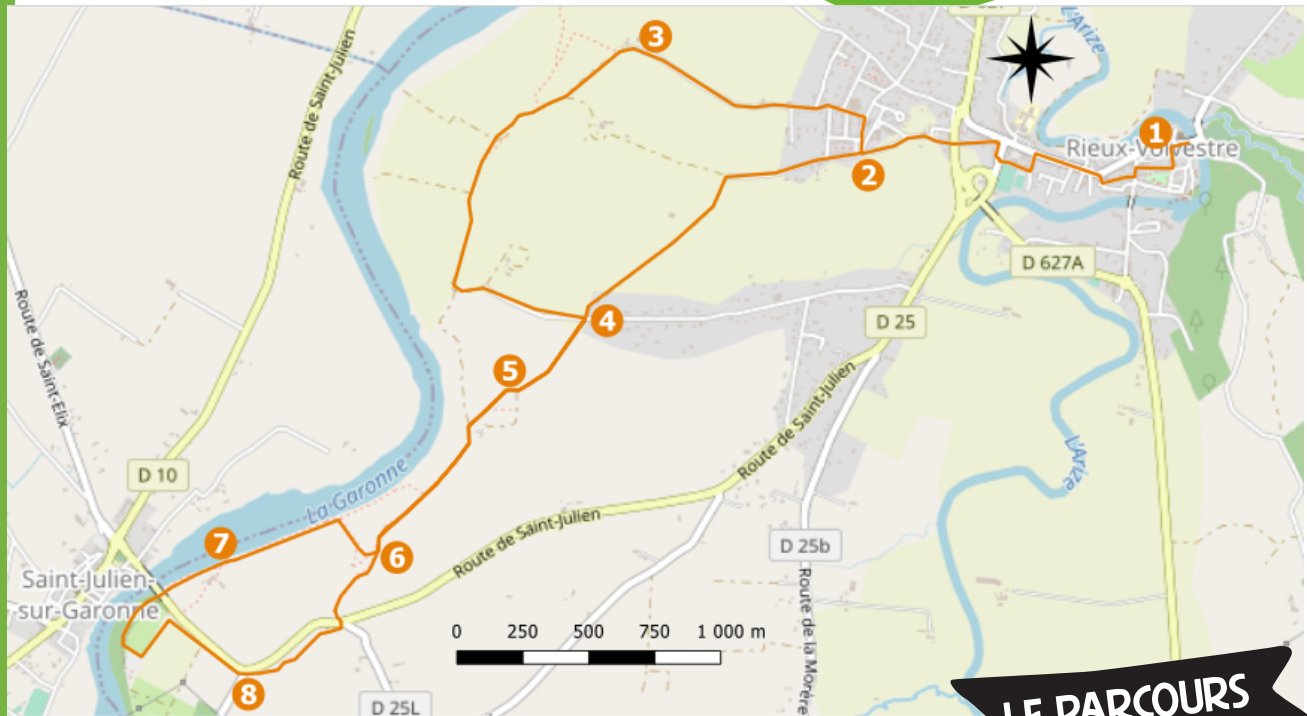 D 627
L'Arize
Route de Saint-Julien
3
1
Rieux-Volvestre
2
D 627A
Route de Saint-Elix
4
D 25
5
Route de Saint-Julien
L'Arize
D 10
La Garonne
7
Route de Saint-Julien
6
D 25b
Saint-Julien-
sur-Garonne
Route de la Morère
0 250 500 750 1 000 m
8
D 25L
LE PARCOURS